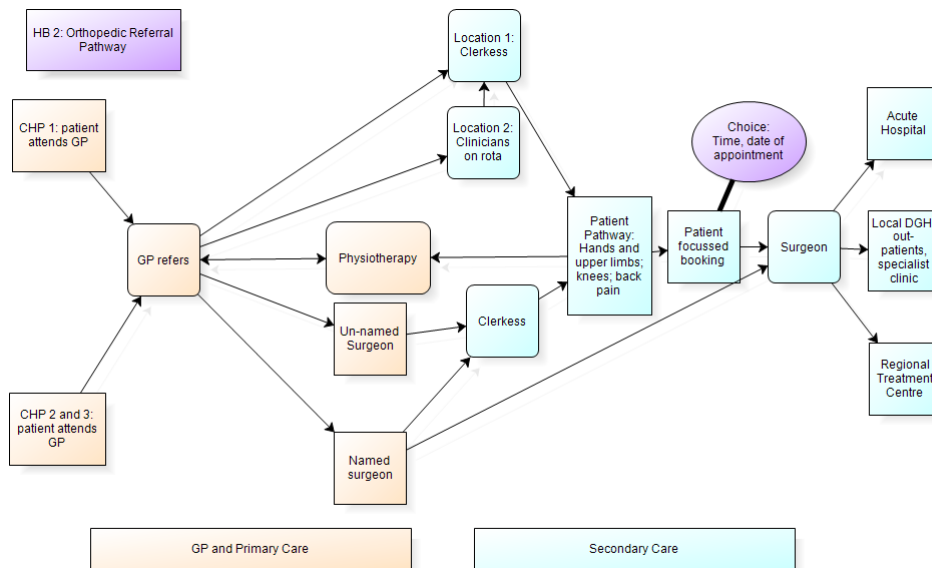 HB 2: Orthopedic Referral
Pathway
Location 1:
Clerkess
CHP 1: patient
attends GP
Location 2:
Clinicians
on rota
Choice:
Time, date of
appointment
Acute
Hospital
GP refers
Physiotherapy
Patient
Pathway:
Hands and
upper limbs;
knees; back
pain
Patient
focussed
booking
Surgeon
Local DGH
out-
patients,
specialist
clinic
Un-named
Surgeon
Clerkess
Regional
Treatment
Centre
CHP 2 and 3:
patient attends
GP
Named
surgeon
GP and Primary Care
Secondary Care